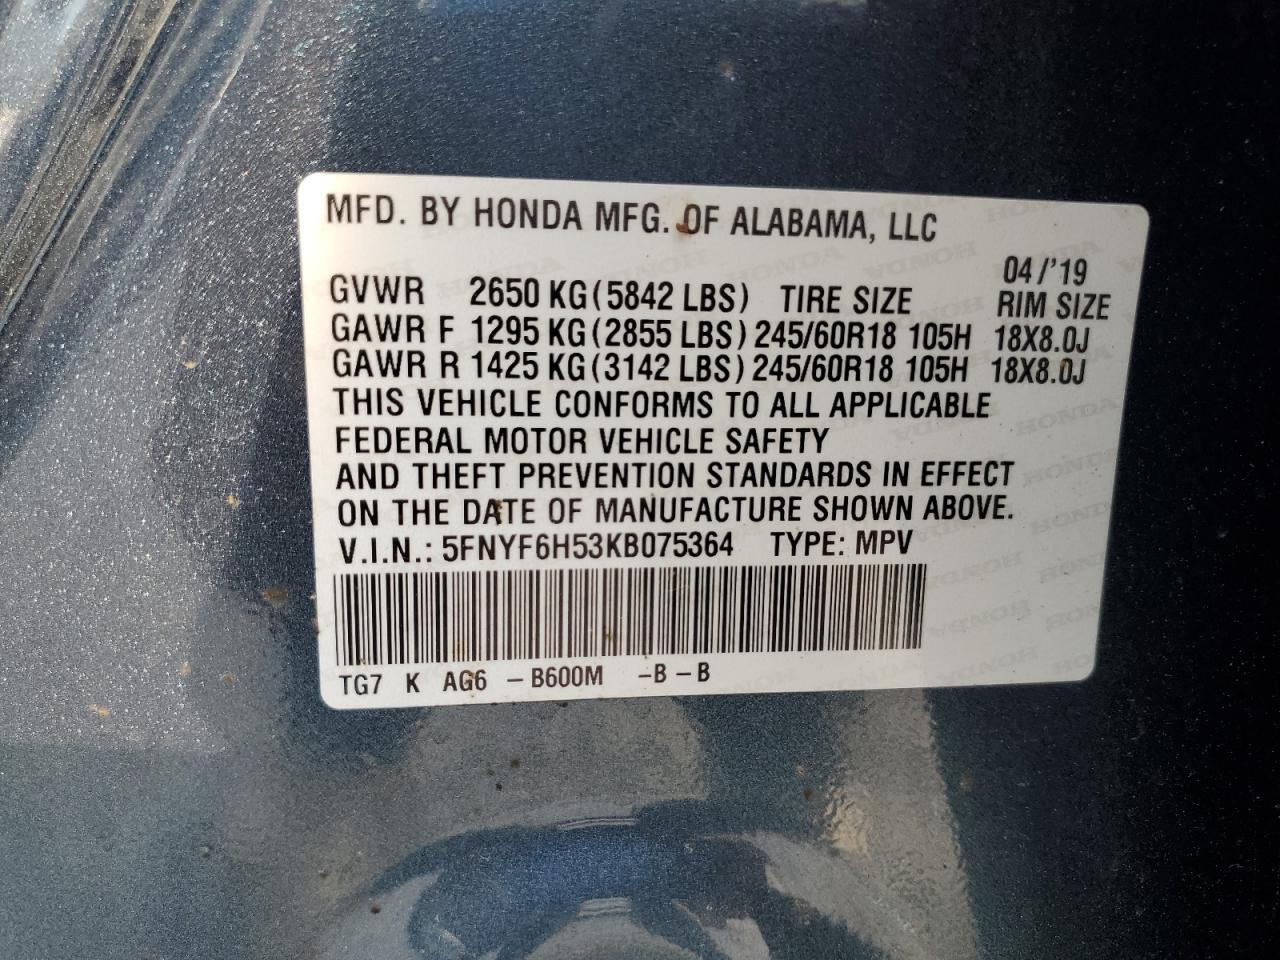 MFD. BY HONDA MFG. OF ALABAMA, LLC
04/'19
GVWR 2650 KG(5842 LBS) TIRE SIZE RIM SIZE
GAWR F 1295 KG(2855 LBS) 245/60R18 105H 18X8.0J
GAWR R 1425 KG(3142 LBS) 245/60R18 105H 18X8.0J
THIS VEHICLE CONFORMS TO ALL APPLICABLE
FEDERAL MOTOR VEHICLE SAFETY
AND THEFT PREVENTION STANDARDS IN EFFECT
ON THE DATE OF MANUFACTURE SHOWN ABOVE.
V.I.N.: 5FNYF6H53KB075364 TYPE: MPV
TG7 K AG6 – B600M -B – B